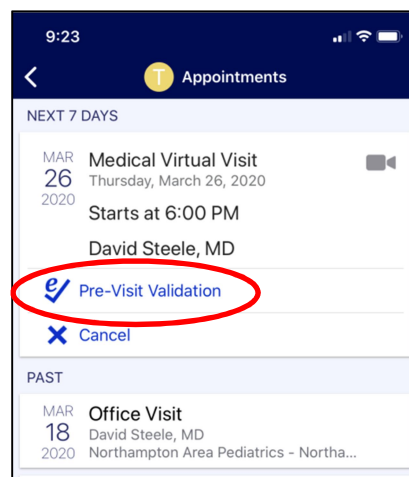 9:23
T Appointments
NEXT 7 DAYS
MAR
26
2020
Medical Virtual Visit
Thursday, March 26, 2020
Starts at 6:00 PM
David Steele, MD
e Pre-Visit Validation
Cancel
PAST
MAR
18
2020
Office Visit
David Steele, MD
Northampton Area Pediatrics - Northa...